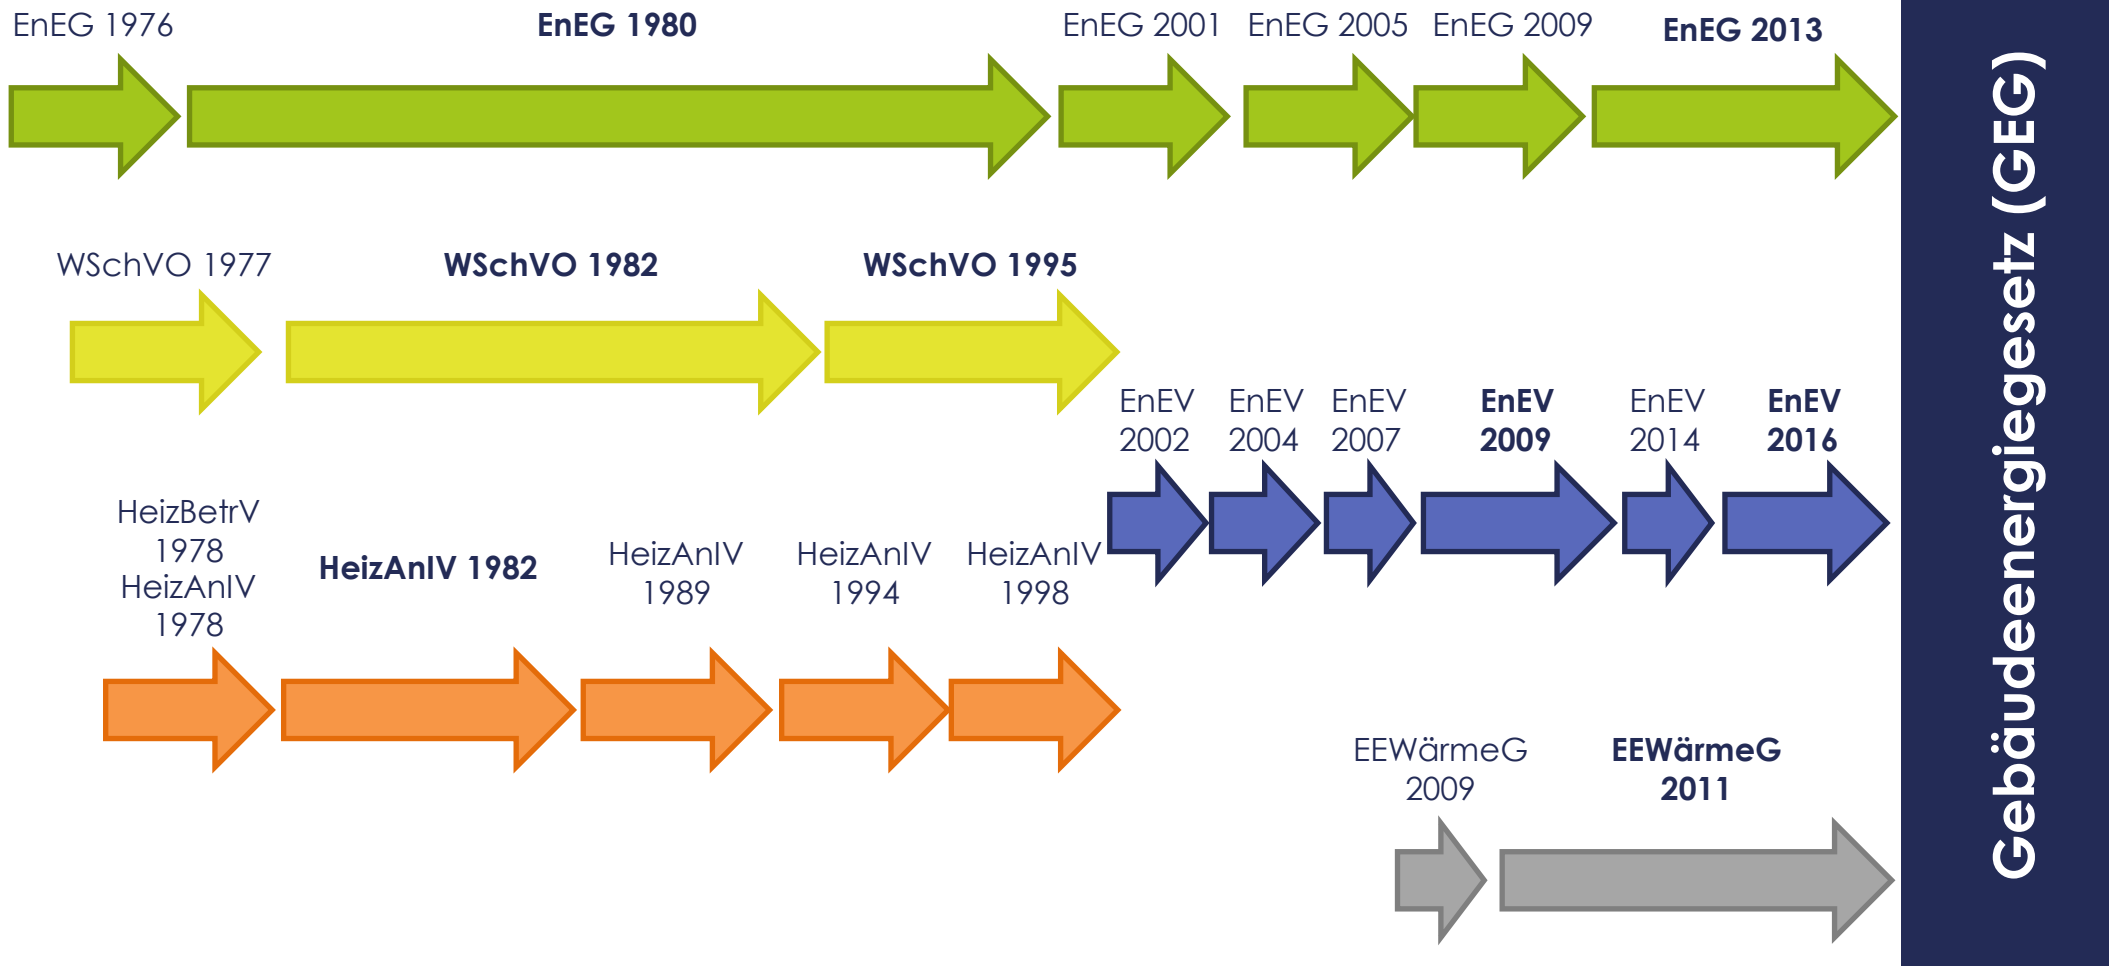 EnEG 1976
EnEG 1980
EnEG 2001
EnEG 2005
EnEG 2009
EnEG 2013
WSchVO 1977
WSchVO 1982
WSchVO 1995
EnEV
2002
EnEV
2004
EnEV
2007
EnEV
2009
EnEV
2014
EnEV
2016
HeizBetrV
1978
HeizAnlV
1978
HeizAnlV 1982
HeizAnlV
1989
HeizAnlV
1994
HeizAnlV
1998
EEWärmeG
2009
EEWärmeG
2011
Gebäudeenergiegesetz (GEG)